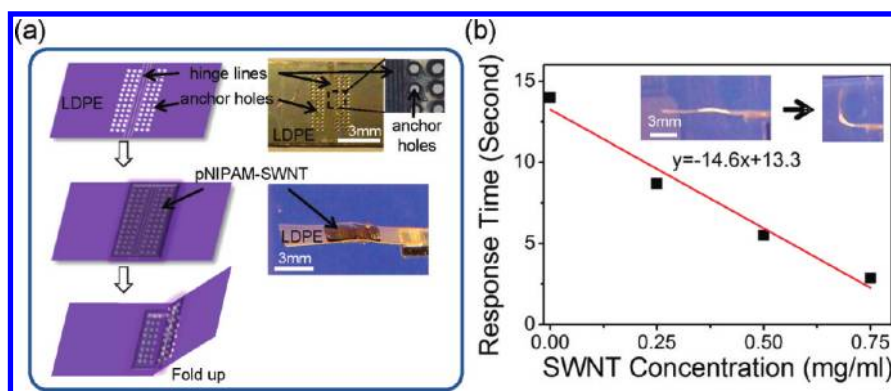 (a)
hinge lines
anchor holes
LDPE
LDPE
3mm
anchor
holes
pNIPAM-SWNT
LDPE
3mm
Fold up
(b)
Response Time (Second)
15
10
5
0
3mm
y=-14.6x+13.3
0.00 0.25 0.50 0.75
SWNT Concentration (mg/ml)